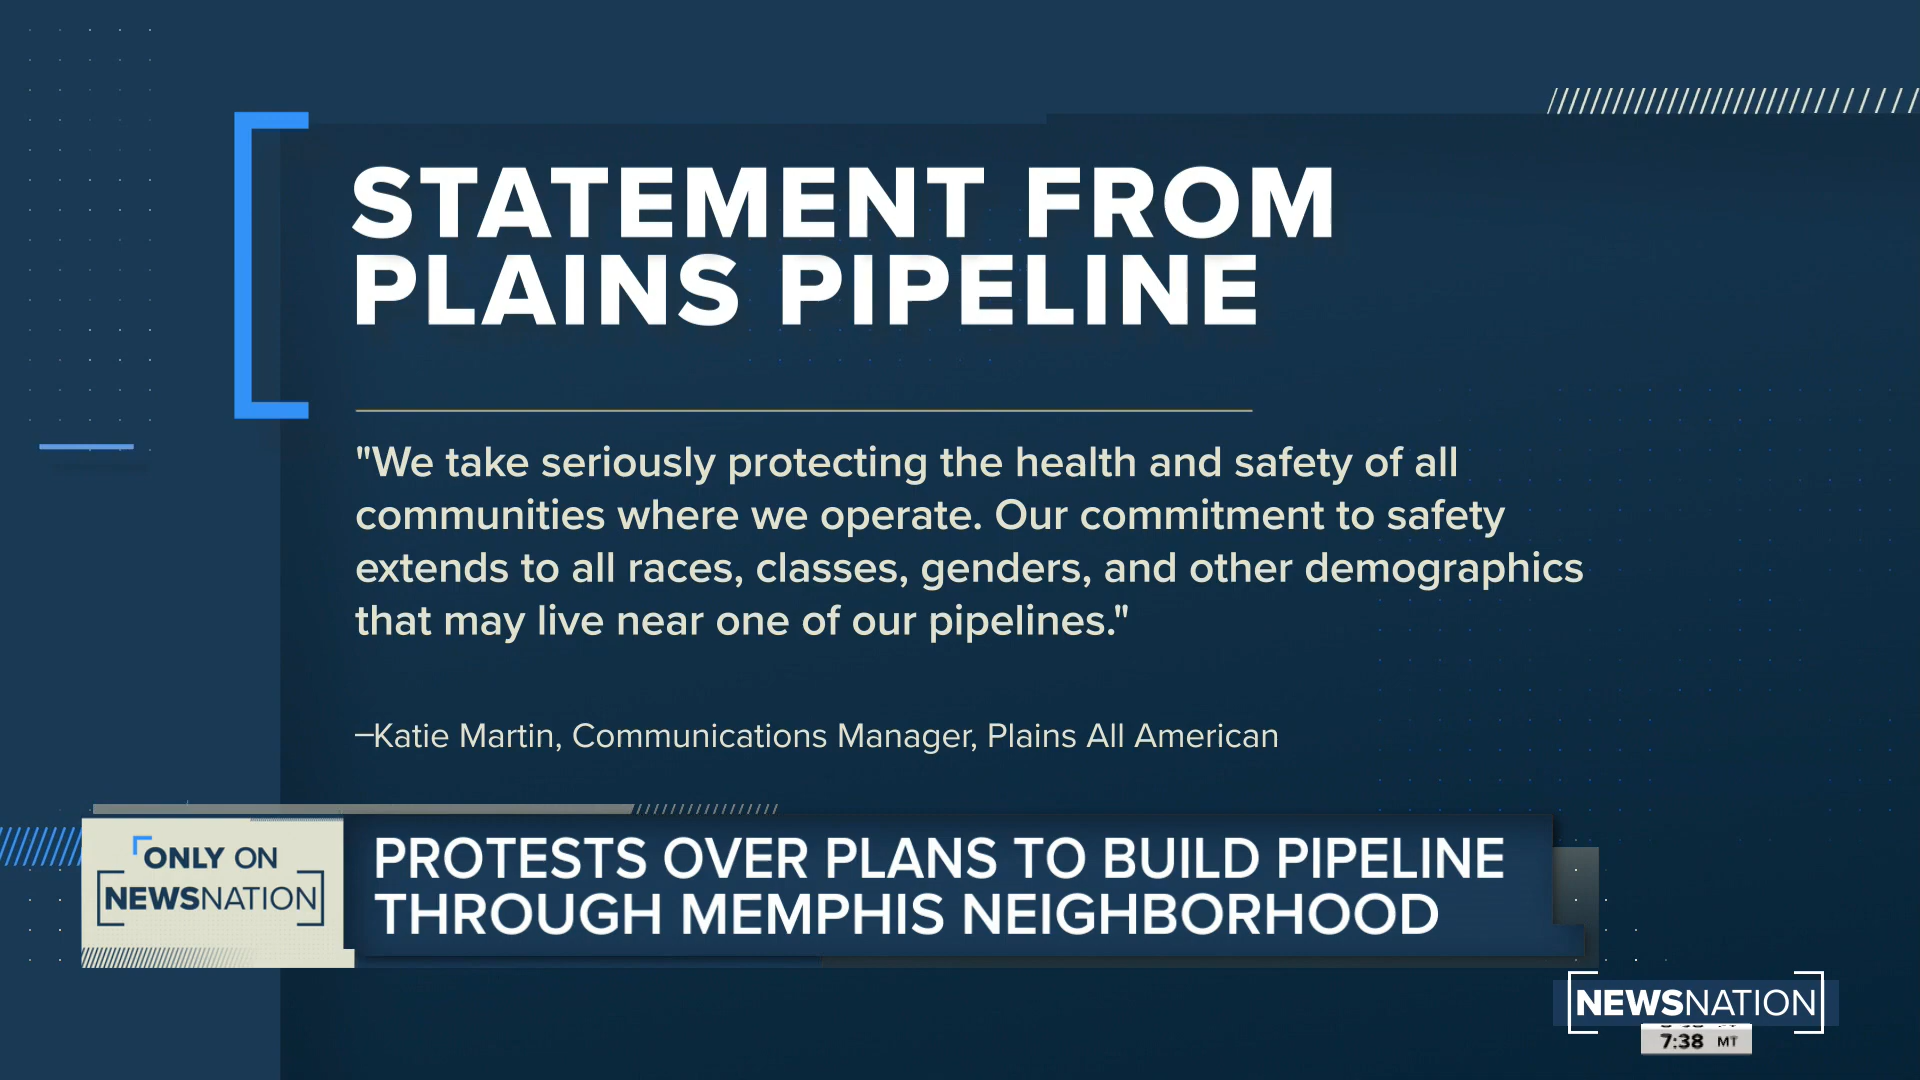 STATEMENT FROM
PLAINS PIPELINE
"We take seriously protecting the health and safety of all
communities where we operate. Our commitment to safety
extends to all races, classes, genders, and other demographics
that may live near one of our pipelines."
–Katie Martin, Communications Manager, Plains All American
ONLY ON
NEWSNATION
PROTESTS OVER PLANS TO BUILD PIPELINE
THROUGH MEMPHIS NEIGHBORHOOD
NEWSNATION
7:38 MT